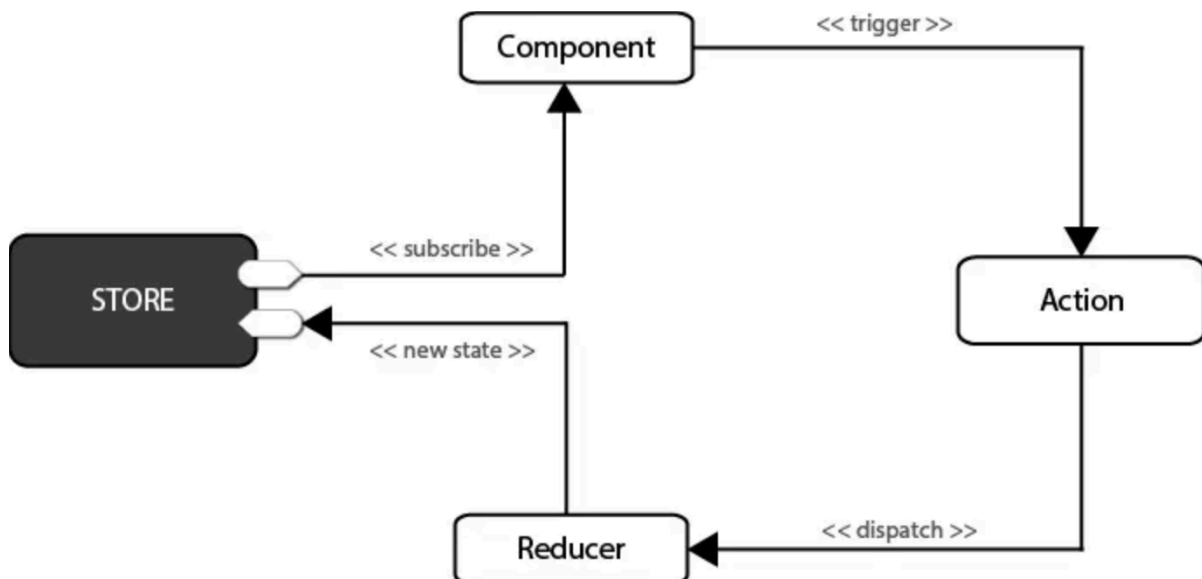 Component
<< trigger >>
<< subscribe >>
STORE
Action
<< new state >>
<< dispatch >>
Reducer